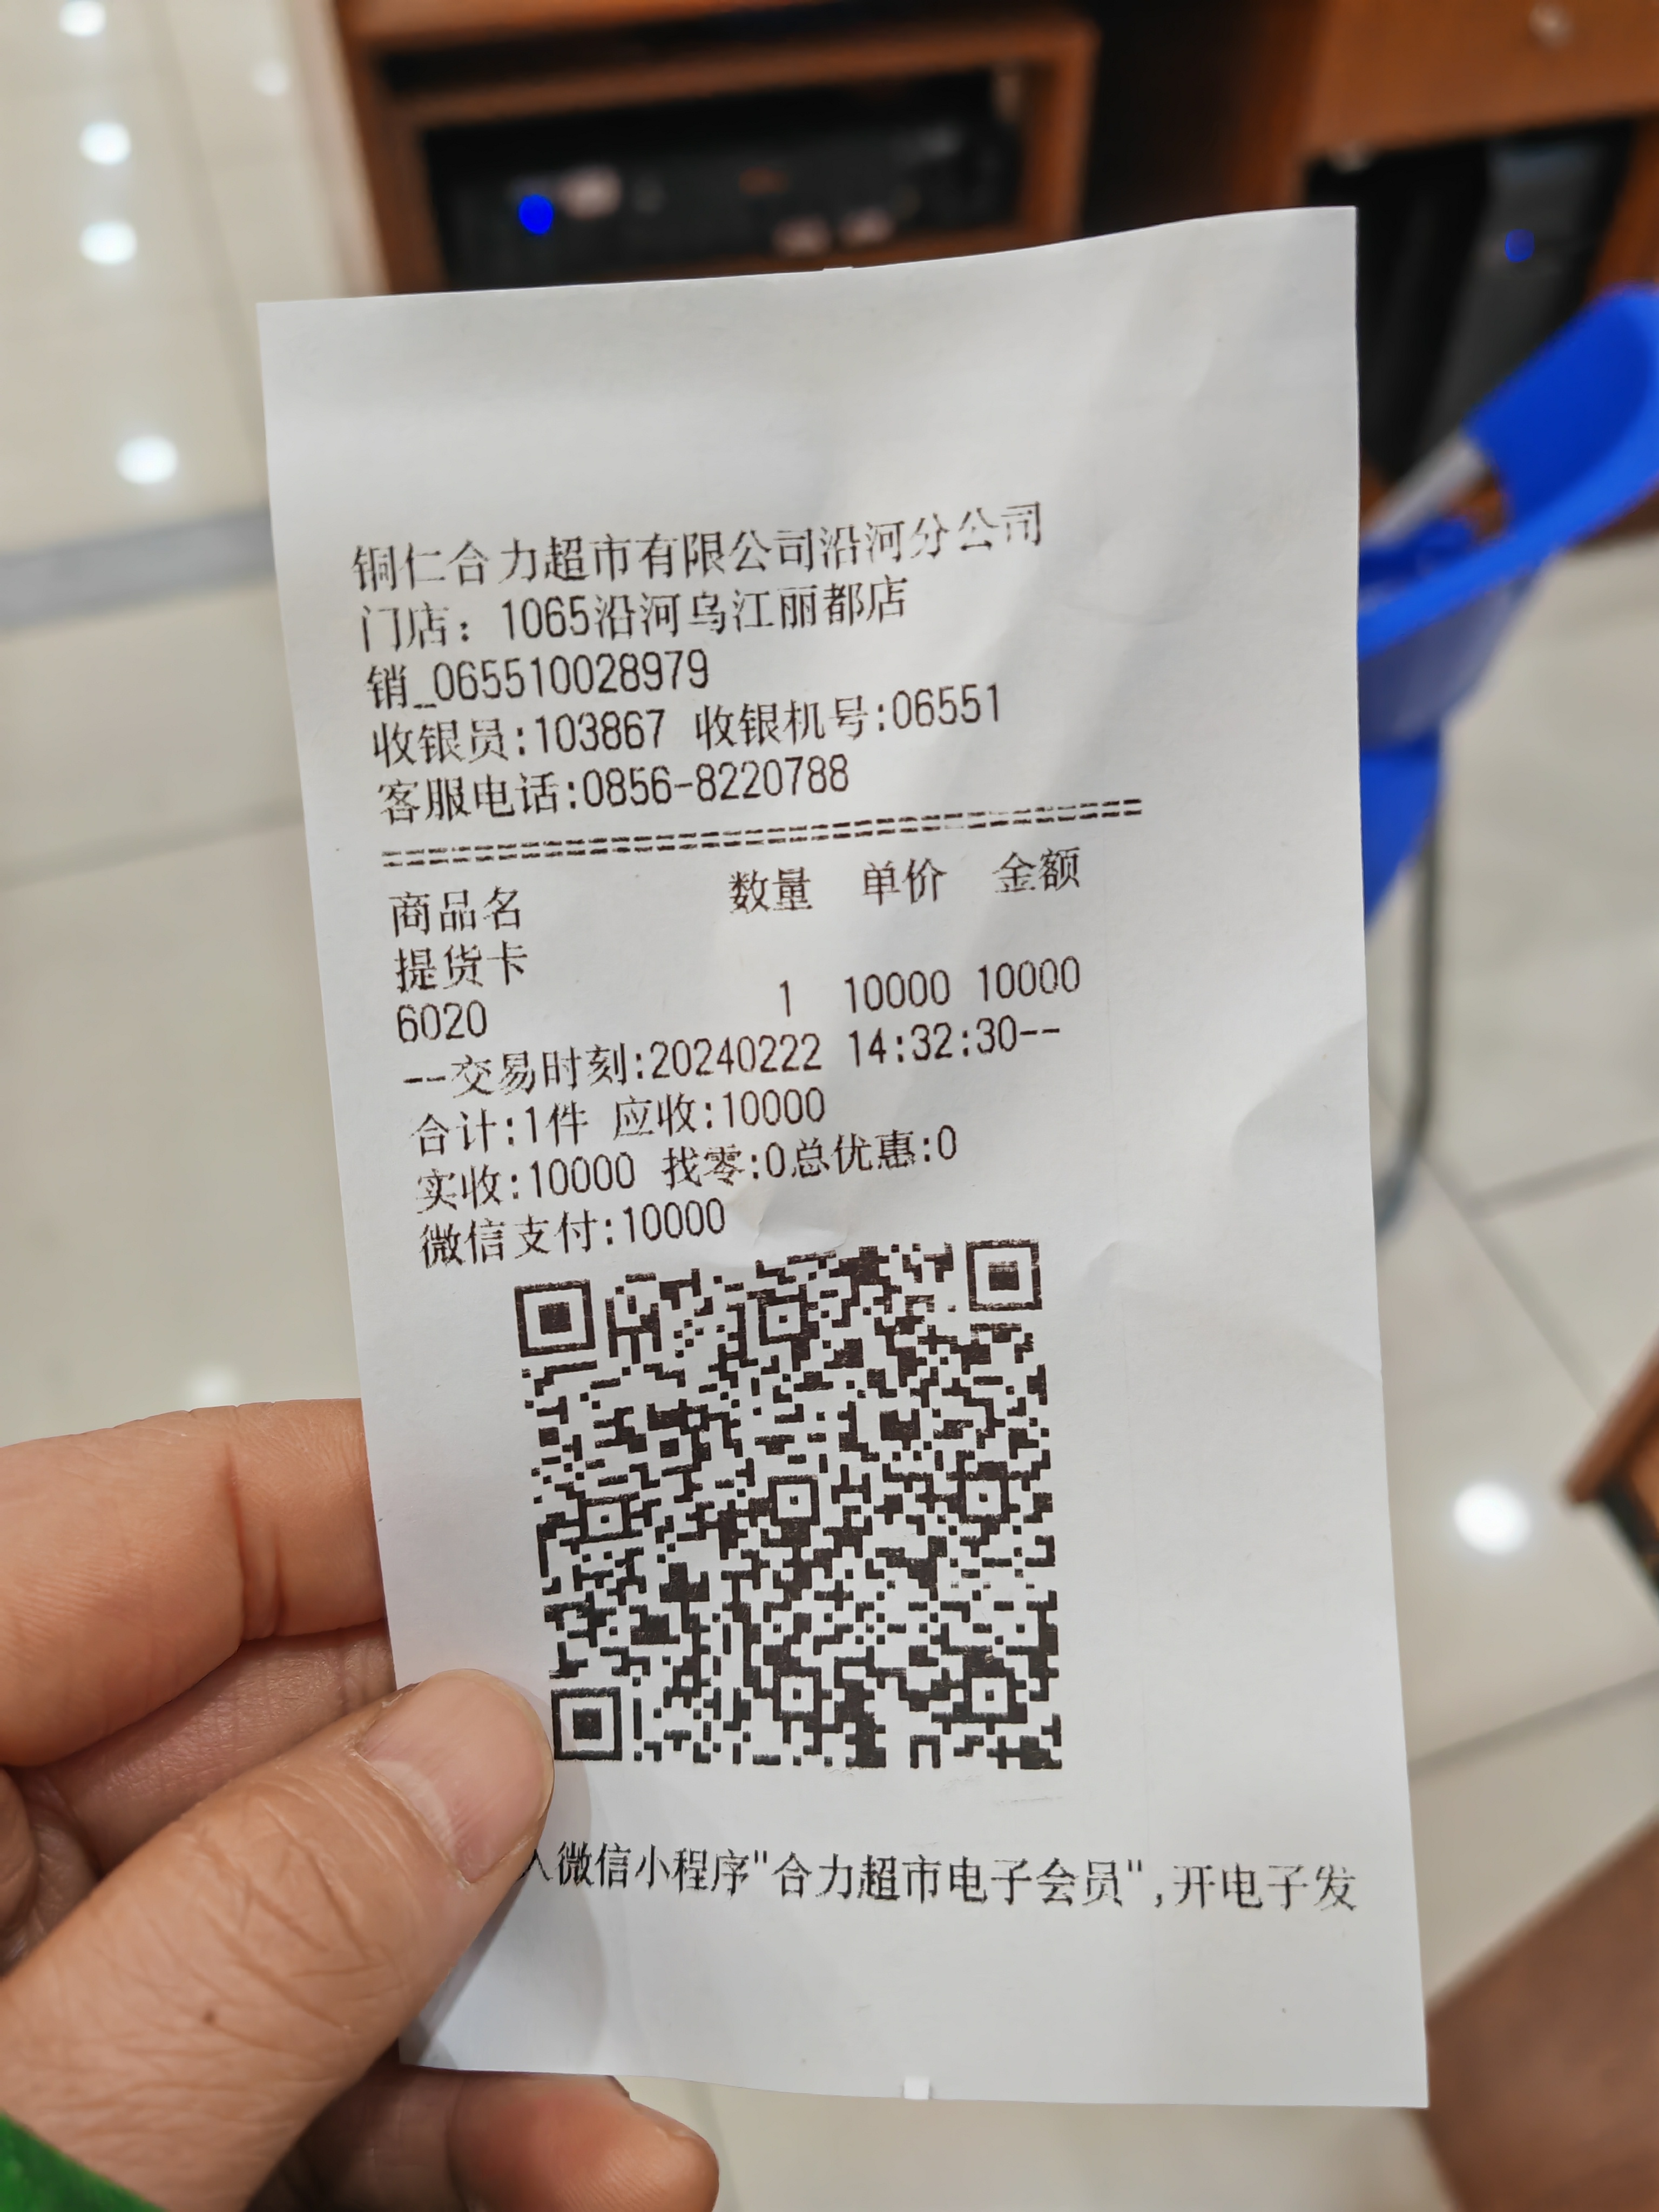 铜仁合力超市有限公司沿河分公司
门店：1065沿河乌江丽都店
销_065510028979
收银员:103867 收银机号:06551
客服电话:0856-8220788
================================
商品名 数量 单价 金额
提货卡
6020 1 10000 10000
--交易时刻:20240222 14:32:30--
合计:1件 应收:10000
实收:10000 找零:0总优惠:0
微信支付:10000
入微信小程序"合力超市电子会员",开电子发